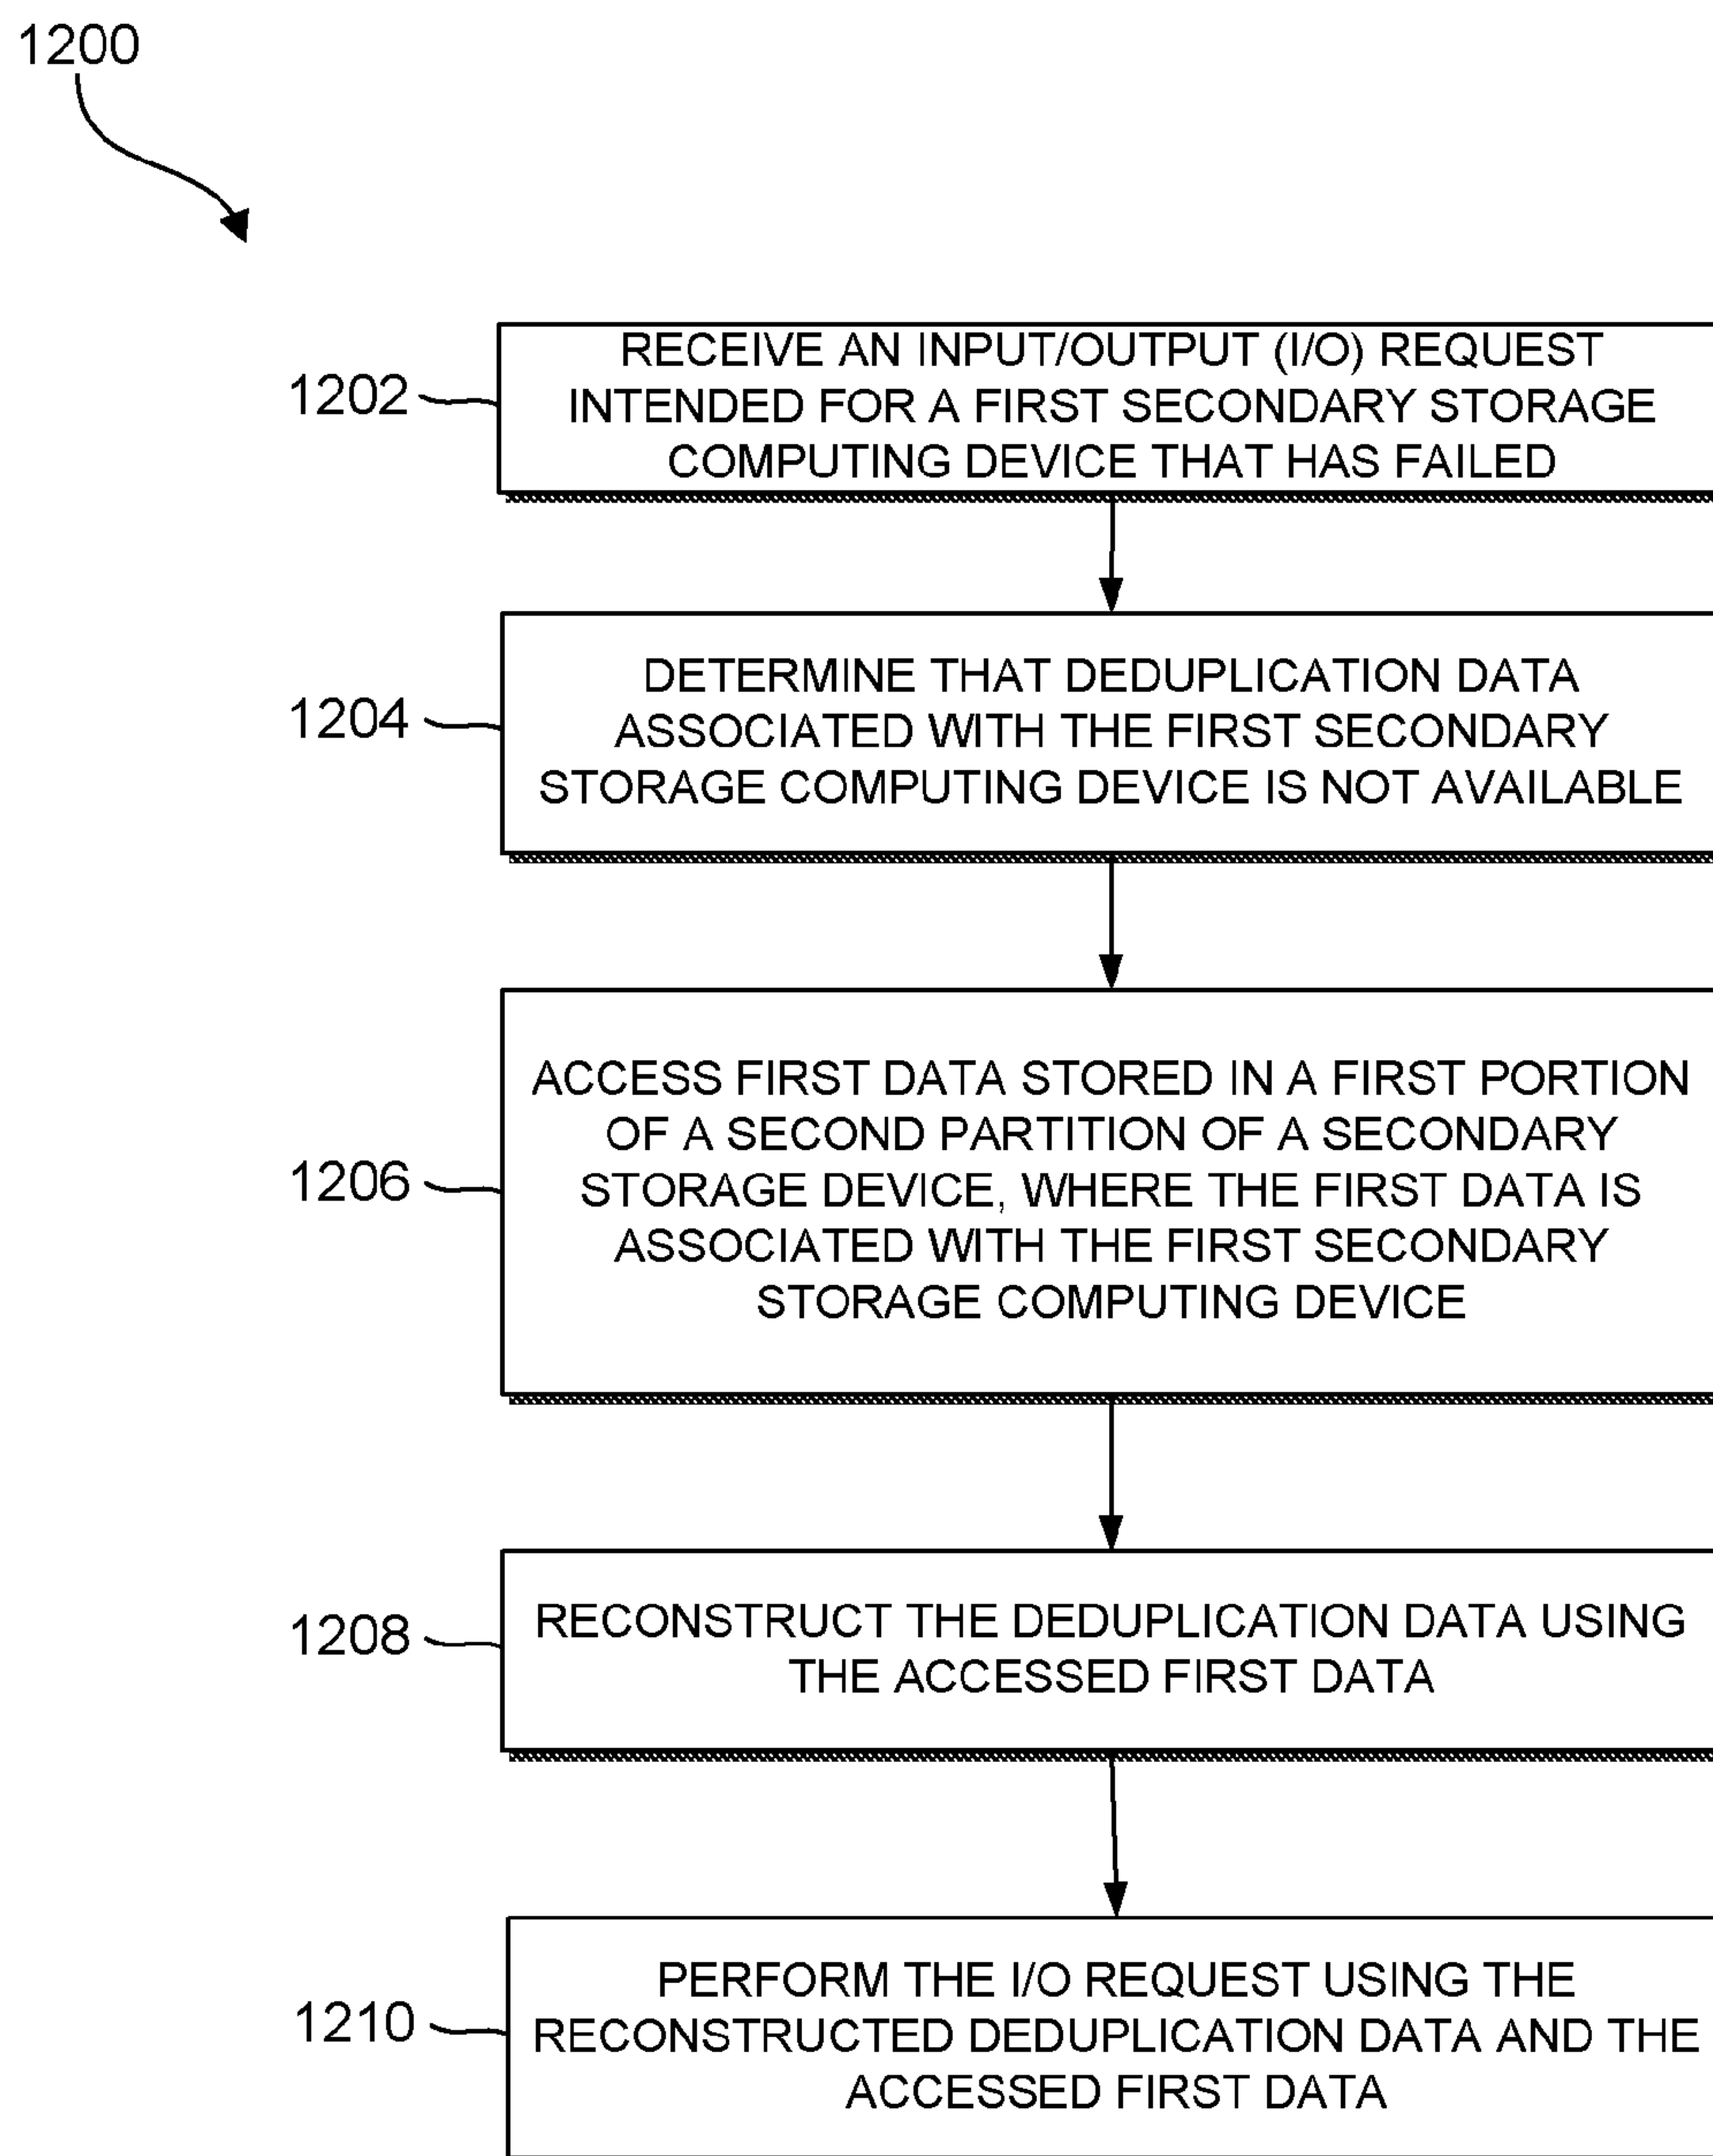 1200
1202
RECEIVE AN INPUT/OUTPUT (I/O) REQUEST
INTENDED FOR A FIRST SECONDARY STORAGE
COMPUTING DEVICE THAT HAS FAILED
1204
DETERMINE THAT DEDUPLICATION DATA
ASSOCIATED WITH THE FIRST SECONDARY
STORAGE COMPUTING DEVICE IS NOT AVAILABLE
1206
ACCESS FIRST DATA STORED IN A FIRST PORTION
OF A SECOND PARTITION OF A SECONDARY
STORAGE DEVICE, WHERE THE FIRST DATA IS
ASSOCIATED WITH THE FIRST SECONDARY
STORAGE COMPUTING DEVICE
1208
RECONSTRUCT THE DEDUPLICATION DATA USING
THE ACCESSED FIRST DATA
1210
PERFORM THE I/O REQUEST USING THE
RECONSTRUCTED DEDUPLICATION DATA AND THE
ACCESSED FIRST DATA